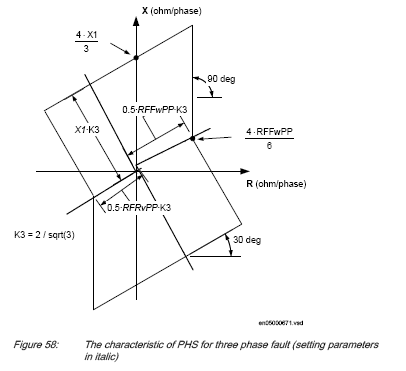 X (ohm/phase)
4 · X1
3
90 deg
0.5·RFFwPP·K3
X1·K3
4 ·RFFwPP
6
R (ohm/phase)
0.5·RFRvPP·K3
K3 = 2 / sqrt(3)
30 deg
en05000671.vsd
Figure 58: The characteristic of PHS for three phase fault (setting parameters
in italic)